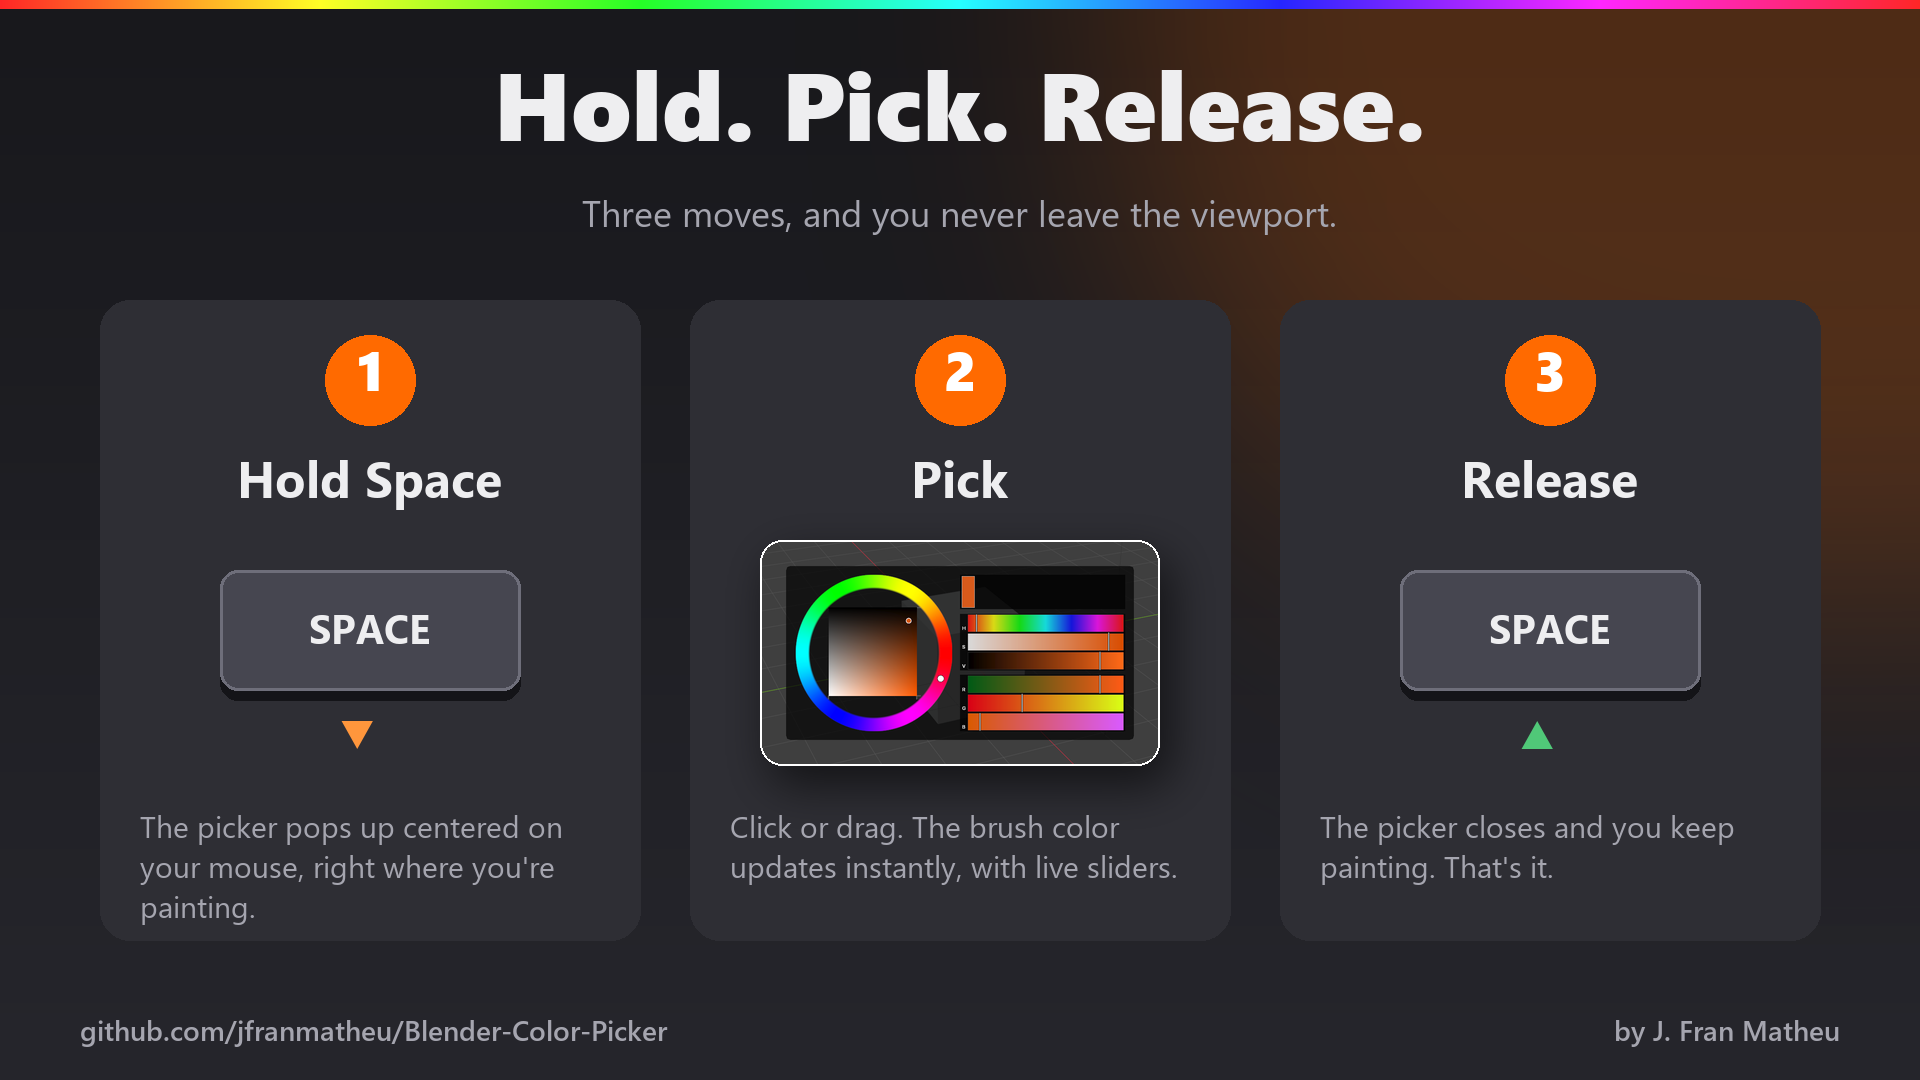 Hold. Pick. Release.
Three moves, and you never leave the viewport.
1
Hold Space
SPACE
The picker pops up centered on
your mouse, right where you're
painting.
2
Pick
H
S
V
R
G
B
Click or drag. The brush color
updates instantly, with live sliders.
3
Release
SPACE
The picker closes and you keep
painting. That's it.
github.com/jfranmatheu/Blender-Color-Picker
by J. Fran Matheu